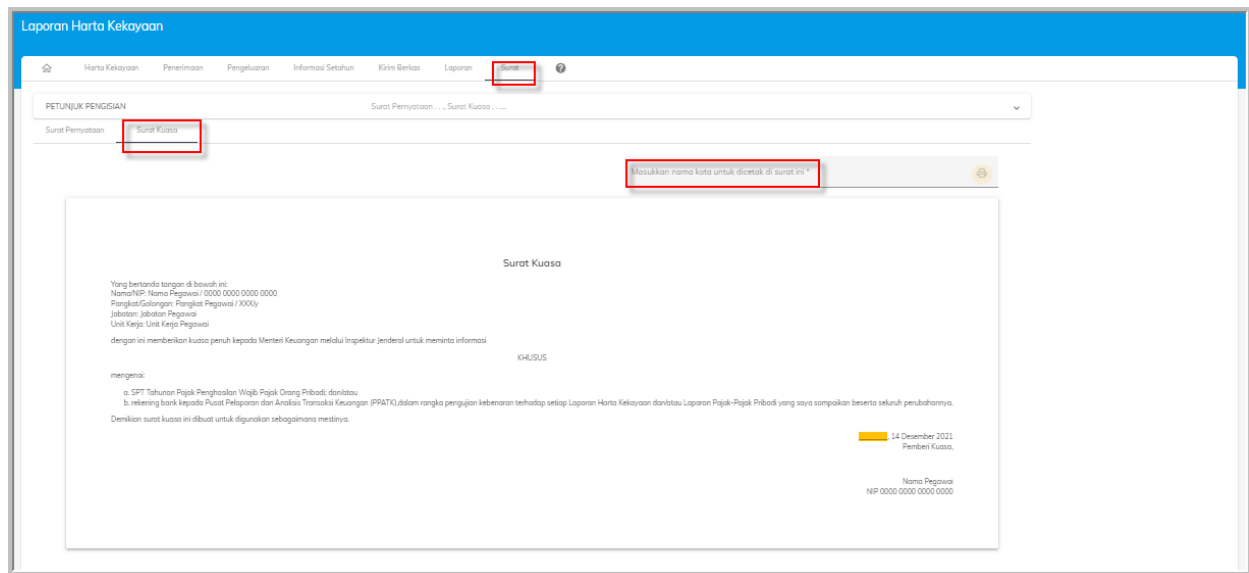 Laporan Harta Kekayaan
Harta Kekayaan Penerimaan Pengeluaran Informasi Setahun Kirim Berkas Laporan Surat ?
PETUNJUK PENGISIAN Surat Pernyataan . . ., Surat Kuasa . . ....
Surat Pernyataan Surat Kuasa
Masukkan nama kota untuk dicetak di surat ini *
Surat Kuasa
Yang bertanda tangan di bawah ini:
Nama/NIP: Nama Pegawai / 0000 0000 0000 0000
Pangkat/Golongan: Pangkat Pegawai / XXX/y
Jabatan: Jabatan Pegawai
Unit Kerja: Unit Kerja Pegawai
dengan ini memberikan kuasa penuh kepada Menteri Keuangan melalui Inspektur Jenderal untuk meminta informasi
KHUSUS
mengenai:
a. SPT Tahunan Pajak Penghasilan Wajib Pajak Orang Pribadi; dan/atau
b. rekening bank kepada Pusat Pelaporan dan Analisis Transaksi Keuangan (PPATK),dalam rangka pengujian kebenaran terhadap setiap Laporan Harta Kekayaan dan/atau Laporan Pajak-Pajak Pribadi yang saya sampaikan beserta seluruh perubahannya.
Demikian surat kuasa ini dibuat untuk digunakan sebagaimana mestinya.
, 14 Desember 2021
Pemberi Kuasa,
Nama Pegawai
NIP 0000 0000 0000 0000